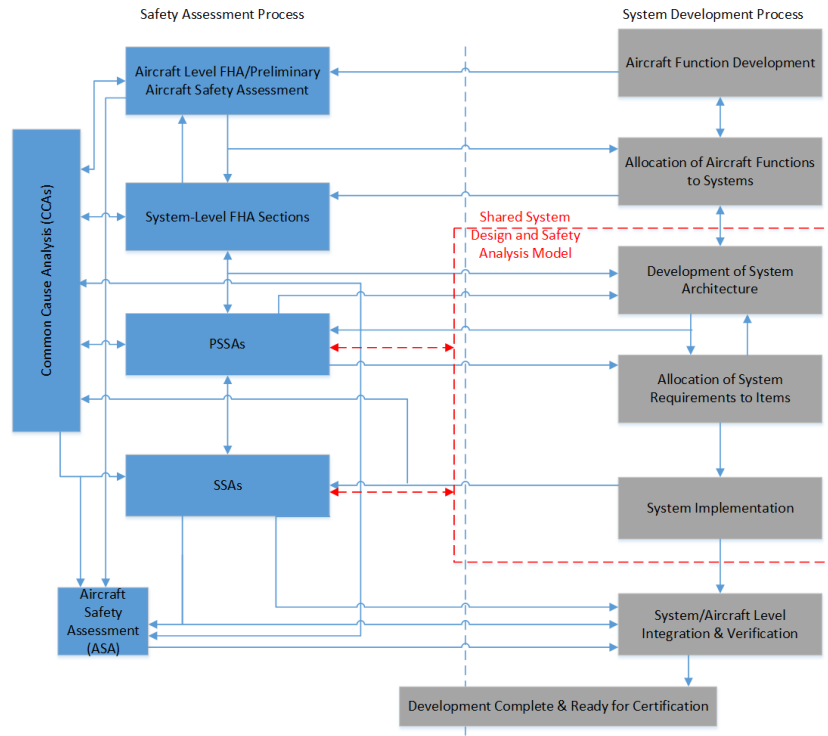 Safety Assessment Process
System Development Process
Aircraft Level FHA/Preliminary
Aircraft Safety Assessment
Aircraft Function Development
Common Cause Analysis (CCAs)
Allocation of Aircraft Functions
to Systems
System-Level FHA Sections
Shared System
Design and Safety
Analysis Model
Development of System
Architecture
PSSAs
Allocation of System
Requirements to Items
SSAs
System Implementation
Aircraft
Safety
Assessment
(ASA)
System/Aircraft Level
Integration & Verification
Development Complete & Ready for Certification